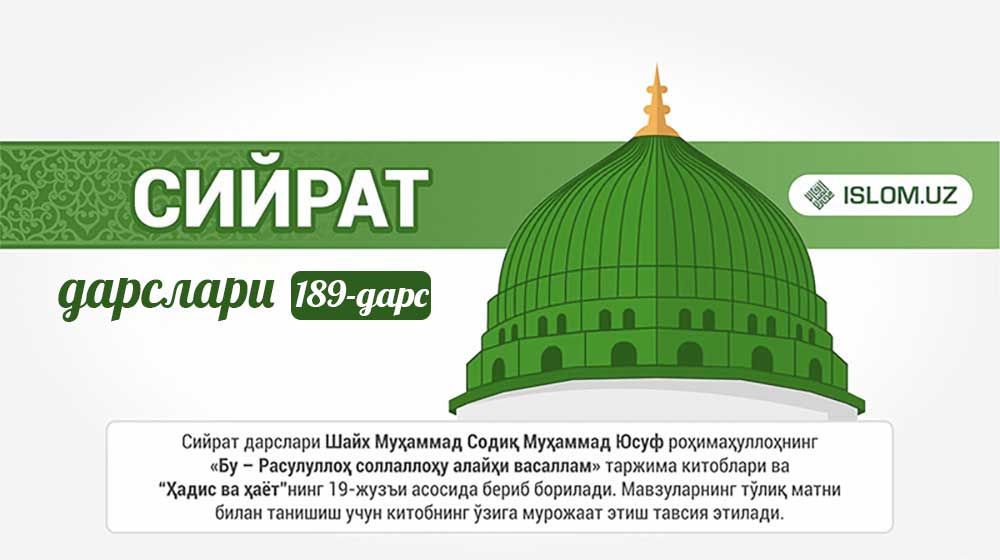 СИЙРАТ
ISLOM.UZ
дарслари 189-дарс
Сийрат дарслари Шайх Муҳаммад Содиқ Муҳаммад Юсуф роҳимаҳуллоҳнинг
«Бу – Расулуллоҳ соллаллоҳу алайҳи васаллам» таржима китоблари ва
“Ҳадис ва ҳаёт"нинг 19-жузъи асосида бериб борилади. Мавзуларнинг тўлиқ матни
билан танишиш учун китобнинг ўзига мурожаат этиш тавсия этилади.